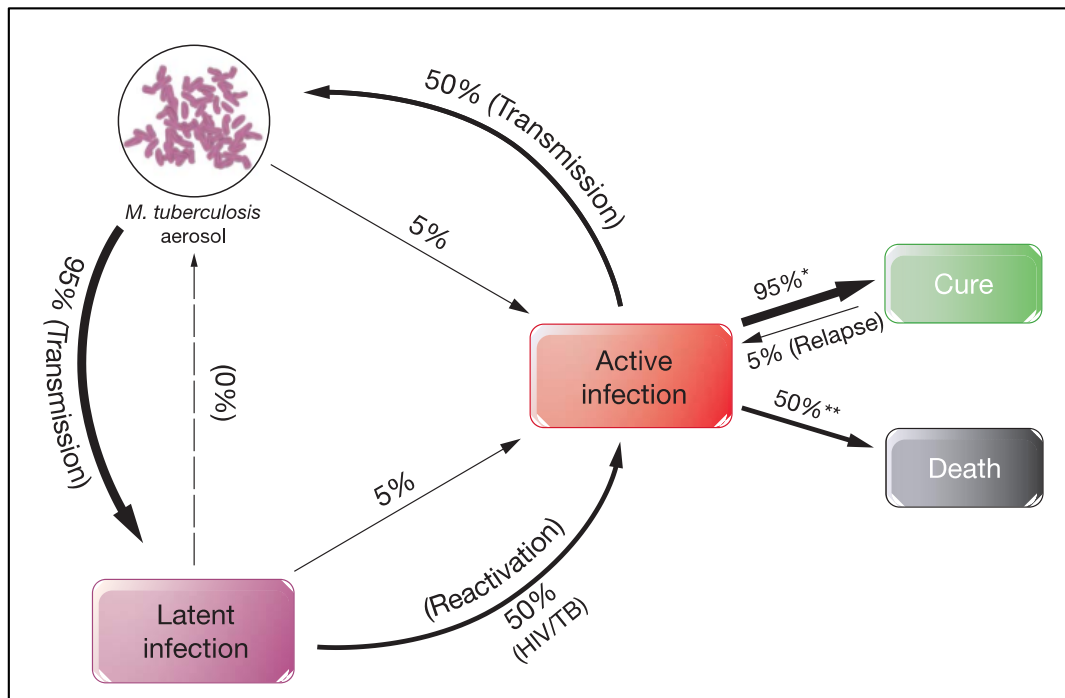 50% (Transmission)
M. tuberculosis
aerosol
5%
95% (Transmission)
(0%)
95%*
5% (Relapse)
Cure
Active
infection
50%**
Death
5%
(Reactivation)
50%
(HIV/TB)
Latent
infection